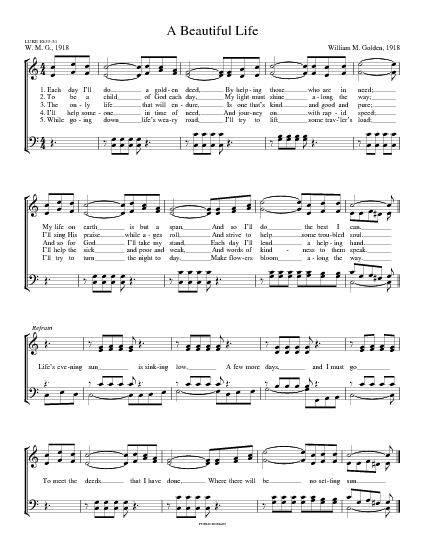 A Beautiful Life
LUKE 10:33-35
W. M. G., 1918
William M. Golden, 1918
1. Each day I'll do a gold-en deed, By help-ing those who are in need;
2. To be a child of God each day, My light must shine a-long the way;
3. The on-ly life that will en-dure, Is one that's kind and good and pure;
4. I'll help some-one in time of need, And jour-ney on with rap-id speed;
5. While go-ing down life's wea-ry road, I'll try to lift some trav-'ler's load;
My life on earth is but a span, And so I'll do the best I can.
I'll sing His praise while a-ges roll, And strive to help some trou-bled soul.
And so for God I'll take my stand, Each day I'll lend a help-ing hand.
I'll help the sick, and poor and weak, And words of kind-ness to them speak.
I'll try to turn the night to day, Make flow-ers bloom a-long the way.
Refrain
Life's eve-ning sun is sink-ing low, A few more days, and I must go
To meet the deeds that I have done, Where there will be no set-ting sun.
PUBLIC DOMAIN